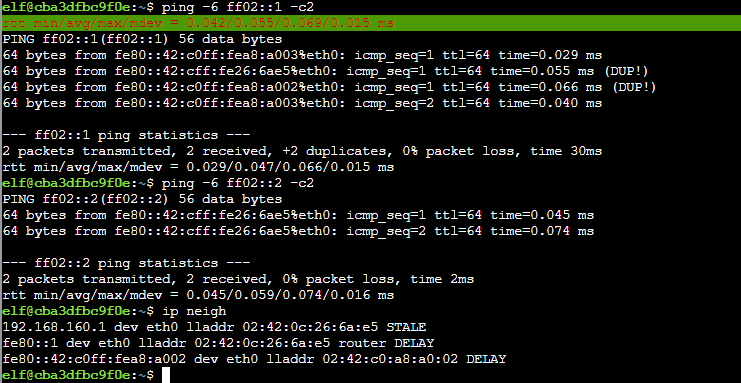 elf@cba3dfbc9f0e:~$ ping -6 ff02::1 -c2
rtt min/avg/max/mdev = 0.042/0.055/0.069/0.015 ms
PING ff02::1(ff02::1) 56 data bytes
64 bytes from fe80::42:c0ff:fea8:a003%eth0: icmp_seq=1 ttl=64 time=0.029 ms
64 bytes from fe80::42:cff:fe26:6ae5%eth0: icmp_seq=1 ttl=64 time=0.055 ms (DUP!)
64 bytes from fe80::42:c0ff:fea8:a002%eth0: icmp_seq=1 ttl=64 time=0.066 ms (DUP!)
64 bytes from fe80::42:c0ff:fea8:a003%eth0: icmp_seq=2 ttl=64 time=0.040 ms
--- ff02::1 ping statistics ---
2 packets transmitted, 2 received, +2 duplicates, 0% packet loss, time 30ms
rtt min/avg/max/mdev = 0.029/0.047/0.066/0.015 ms
elf@cba3dfbc9f0e:~$ ping -6 ff02::2 -c2
PING ff02::2(ff02::2) 56 data bytes
64 bytes from fe80::42:cff:fe26:6ae5%eth0: icmp_seq=1 ttl=64 time=0.045 ms
64 bytes from fe80::42:cff:fe26:6ae5%eth0: icmp_seq=2 ttl=64 time=0.074 ms
--- ff02::2 ping statistics ---
2 packets transmitted, 2 received, 0% packet loss, time 2ms
rtt min/avg/max/mdev = 0.045/0.059/0.074/0.016 ms
elf@cba3dfbc9f0e:~$ ip neigh
192.168.160.1 dev eth0 lladdr 02:42:0c:26:6a:e5 STALE
fe80::1 dev eth0 lladdr 02:42:0c:26:6a:e5 router DELAY
fe80::42:c0ff:fea8:a002 dev eth0 lladdr 02:42:c0:a8:a0:02 DELAY
elf@cba3dfbc9f0e:~$